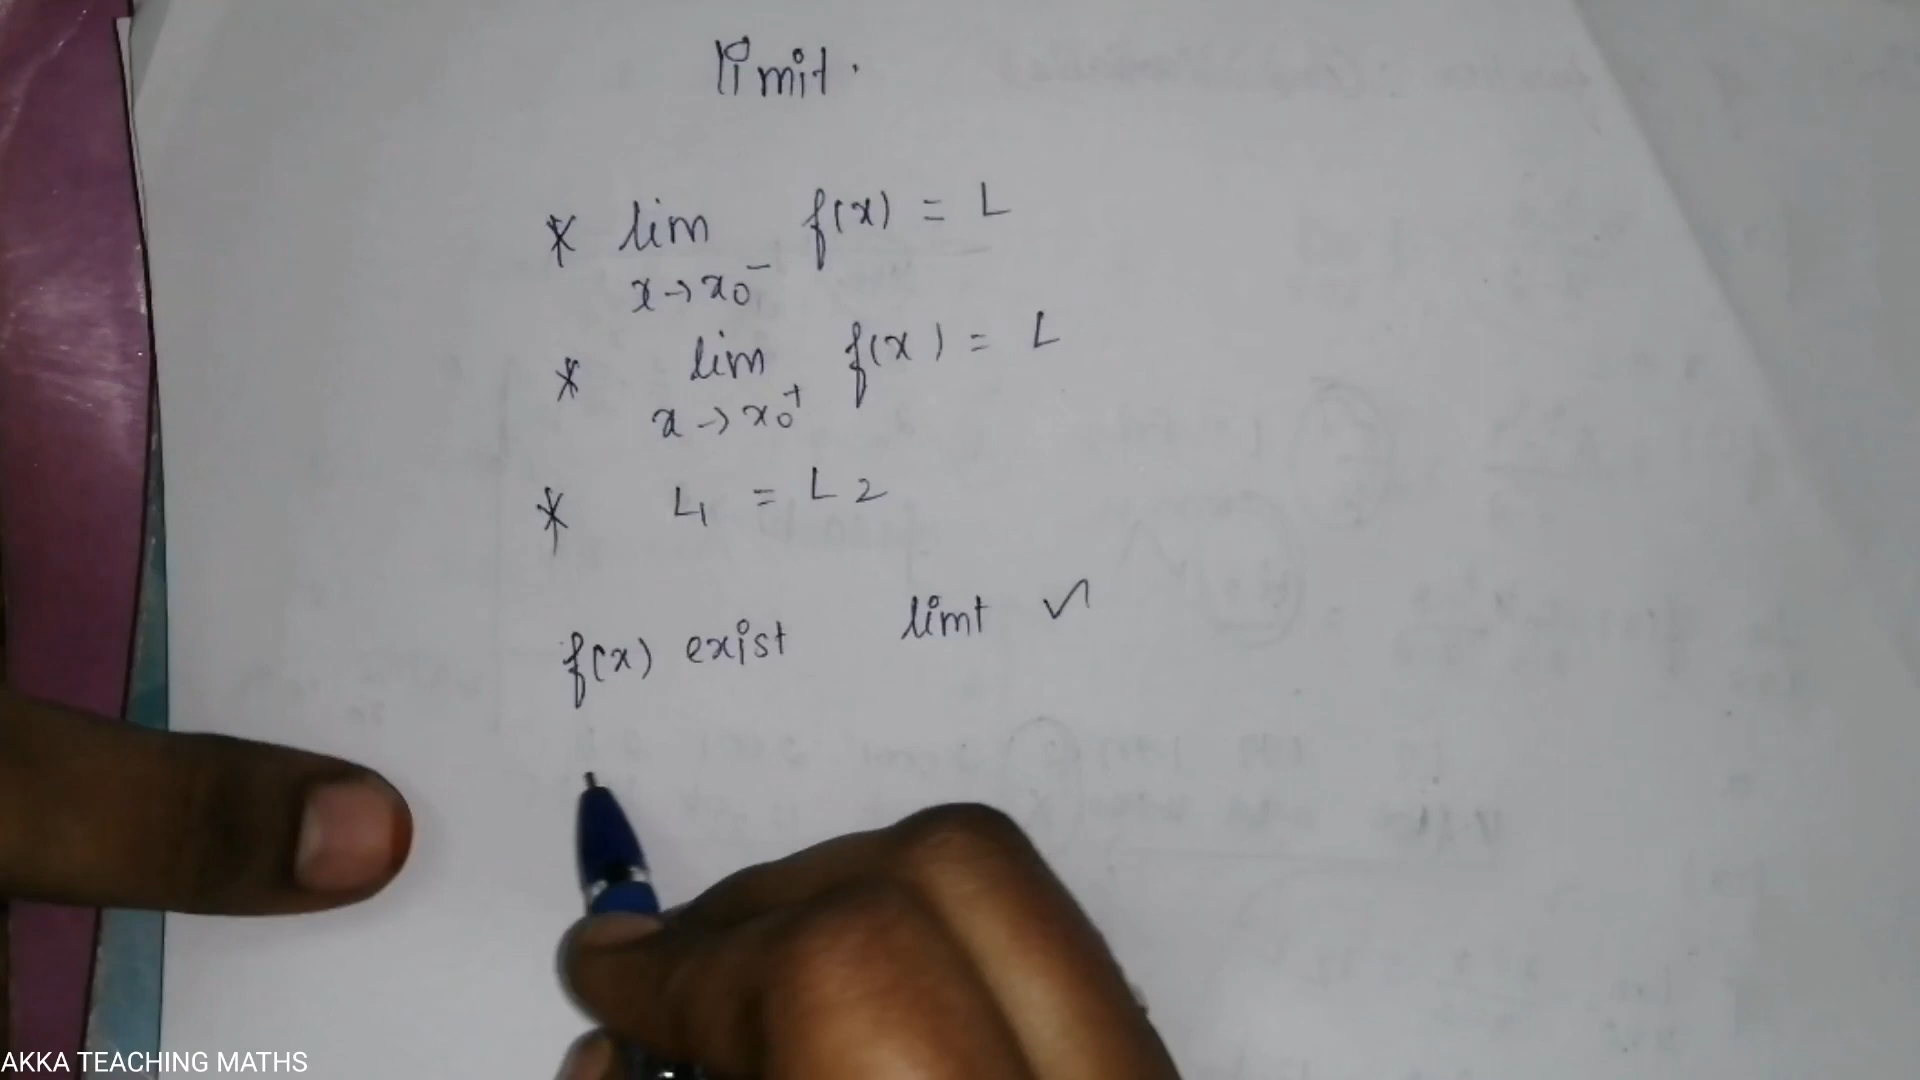 limit.
* lim f(x) = L
x→x0⁻
* lim f(x) = L
x→x0⁺
* L1 = L2
f(x) exist limt ✓
AKKA TEACHING MATHS